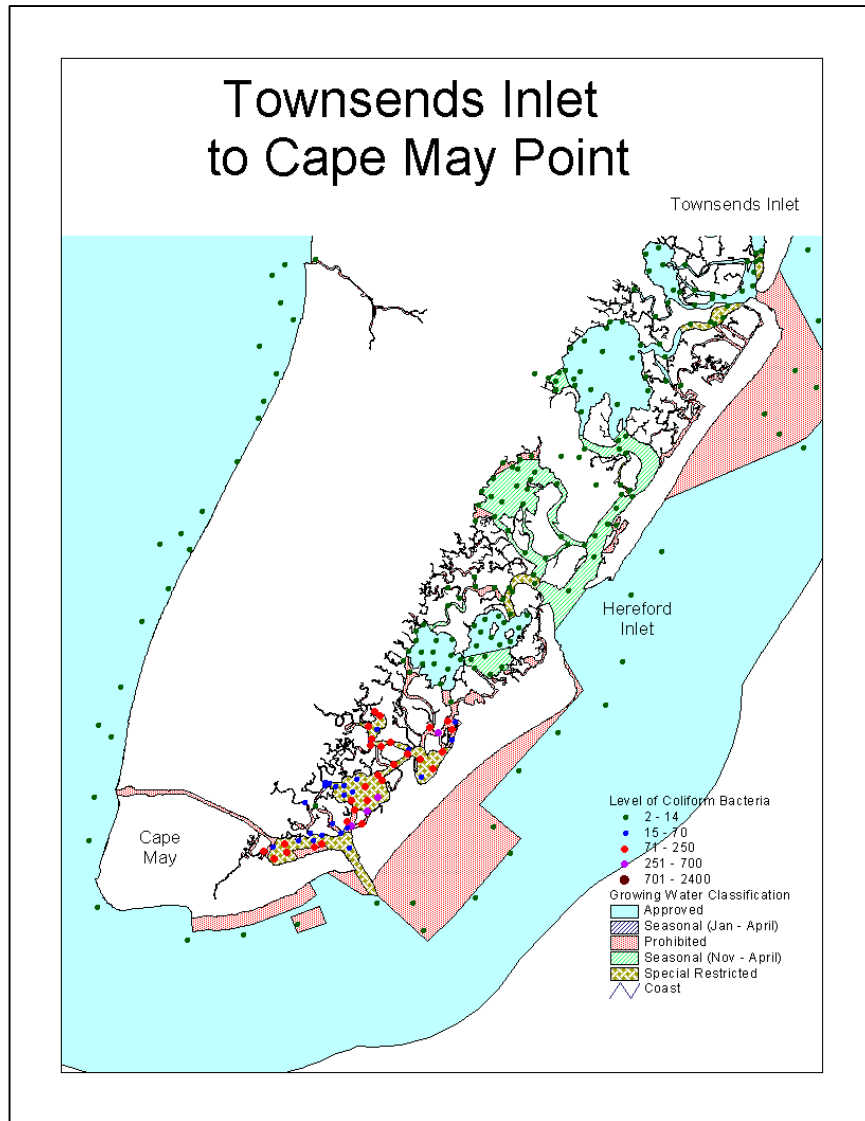 Townsends Inlet
to Cape May Point
Townsends Inlet
Hereford
Inlet
Cape
May
Level of Coliform Bacteria
2 - 14
15 - 70
71 - 250
251 - 700
701 - 2400
Growing Water Classification
Approved
Seasonal (Jan - April)
Prohibited
Seasonal (Nov - April)
Special Restricted
Coast